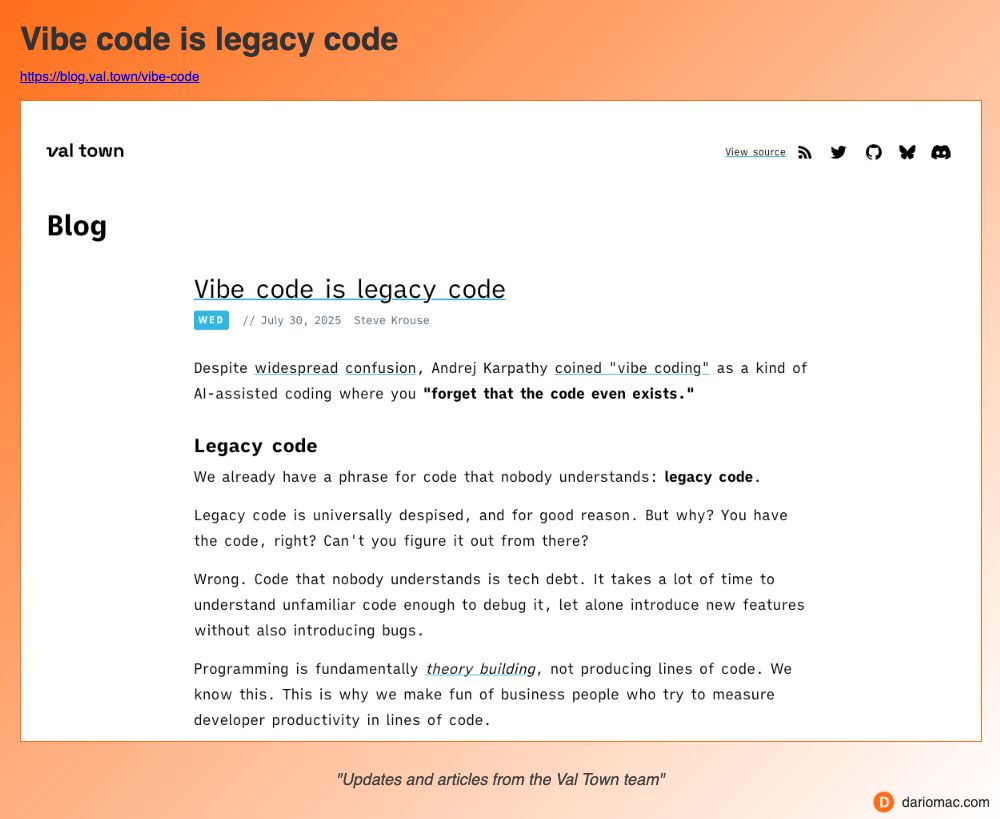 Vibe code is legacy code
https://blog.val.town/vibe-code
val town
View source
Blog
Vibe code is legacy code
WED // July 30, 2025 Steve Krouse
Despite widespread confusion, Andrej Karpathy coined "vibe coding" as a kind of
AI-assisted coding where you "forget that the code even exists."
Legacy code
We already have a phrase for code that nobody understands: legacy code.
Legacy code is universally despised, and for good reason. But why? You have
the code, right? Can't you figure it out from there?
Wrong. Code that nobody understands is tech debt. It takes a lot of time to
understand unfamiliar code enough to debug it, let alone introduce new features
without also introducing bugs.
Programming is fundamentally theory building, not producing lines of code. We
know this. This is why we make fun of business people who try to measure
developer productivity in lines of code.
"Updates and articles from the Val Town team"
D dariomac.com